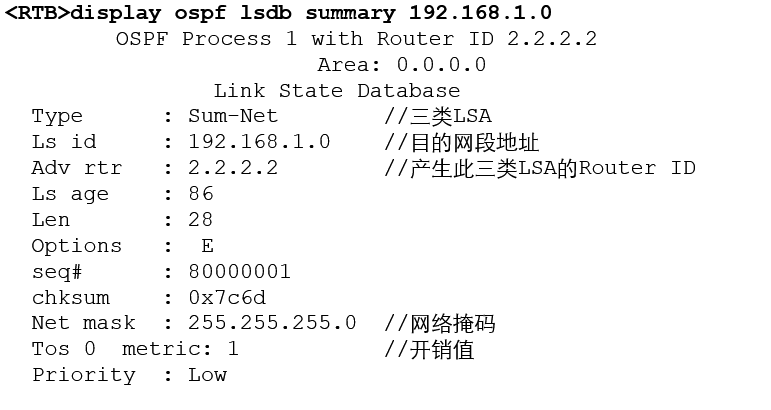 <RTB>display ospf lsdb summary 192.168.1.0
OSPF Process 1 with Router ID 2.2.2.2
Area: 0.0.0.0
Link State Database
Type : Sum-Net //三类LSA
Ls id : 192.168.1.0 //目的网段地址
Adv rtr : 2.2.2.2 //产生此三类LSA的Router ID
Ls age : 86
Len : 28
Options : E
seq# : 80000001
chksum : 0x7c6d
Net mask : 255.255.255.0 //网络掩码
Tos 0 metric: 1 //开销值
Priority : Low